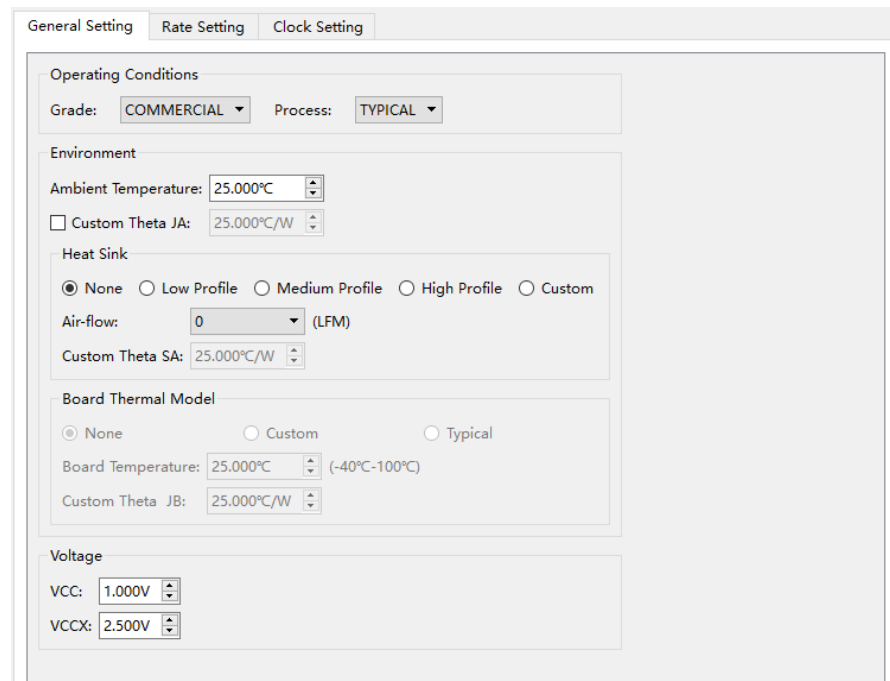 General Setting Rate Setting Clock Setting
Operating Conditions
Grade: COMMERCIAL Process: TYPICAL
Environment
Ambient Temperature: 25.000℃
Custom Theta JA: 25.000℃/W
Heat Sink
None Low Profile Medium Profile High Profile Custom
Air-flow: 0 (LFM)
Custom Theta SA: 25.000℃/W
Board Thermal Model
None Custom Typical
Board Temperature: 25.000℃ (-40℃-100℃)
Custom Theta JB: 25.000℃/W
Voltage
VCC: 1.000V
VCCX: 2.500V